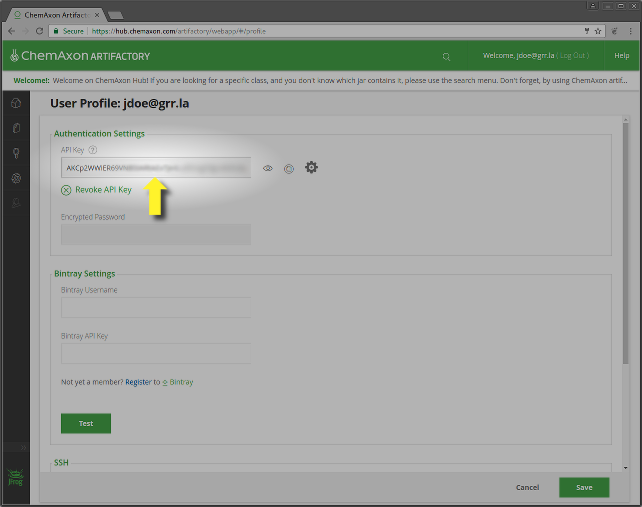 ChemAxon Artifactory
Secure
https://hub.chemaxon.com/artifactory/webapp/#/profile
ChemAxon ARTIFACTORY
Welcome, jdoe@grr.la ( Log Out )
Help
Welcome! Welcome on ChemAxon Hub! If you are looking for a specific class, and you don't know which jar contains it, please use the search menu. Don't forget, by using ChemAxon artif...
User Profile: jdoe@grr.la
Authentication Settings
API Key ?
Revoke API Key
Encrypted Password
Bintray Settings
Bintray Username
Bintray API Key
Not yet a member? Register to Bintray
Test
SSH
JFrog
Cancel
Save